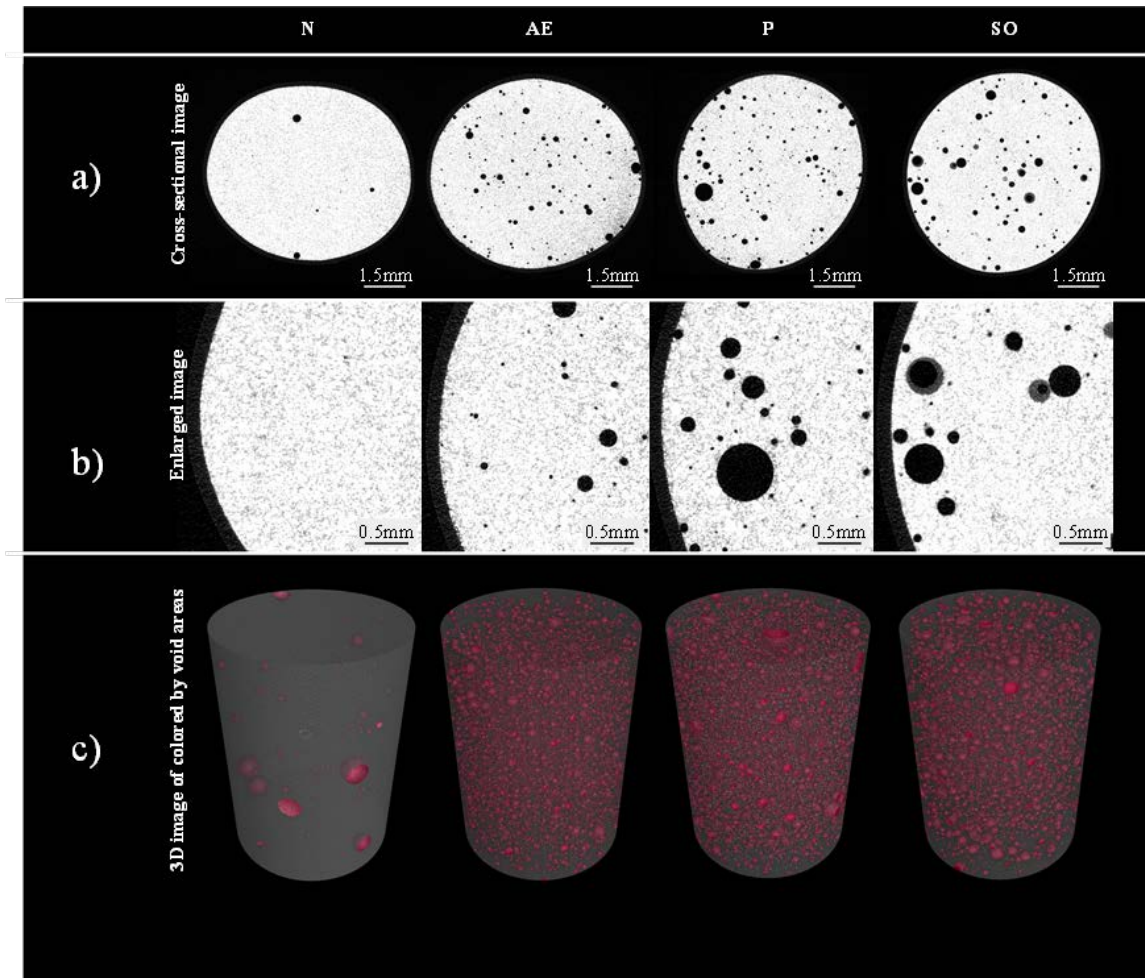 N AE P SO
a)
Cross-sectional image
1.5mm 1.5mm 1.5mm 1.5mm
b)
Enlarged image
0.5mm 0.5mm 0.5mm 0.5mm
c)
3D image of colored by void areas